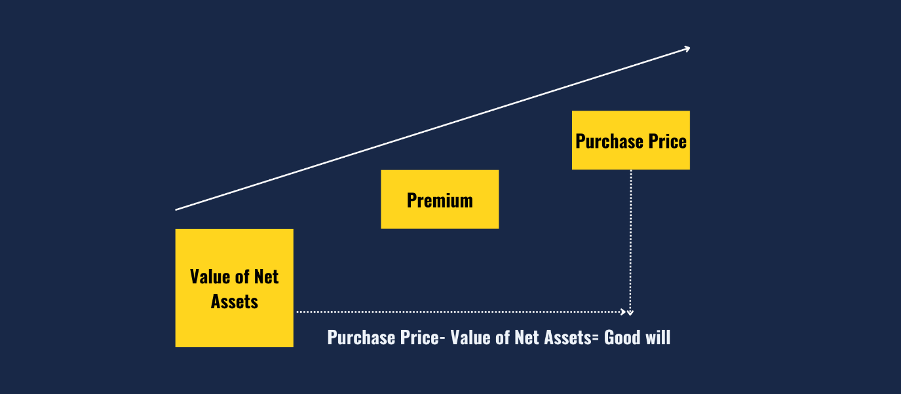 Purchase Price
Premium
Value of Net
Assets
Purchase Price- Value of Net Assets= Good will